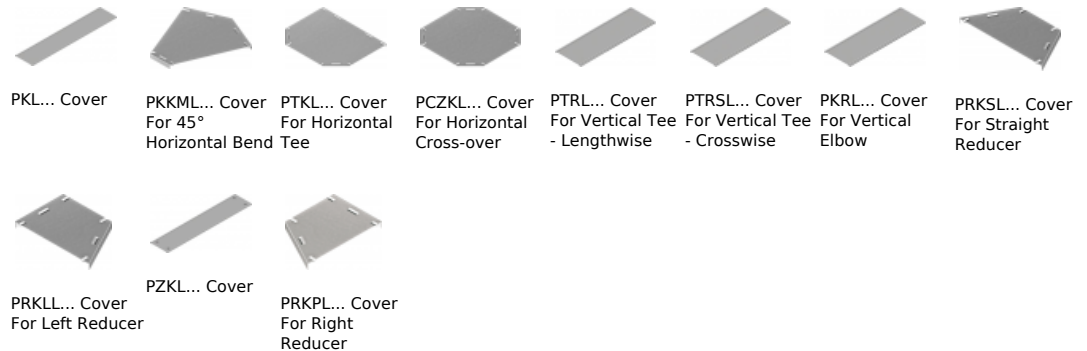 PKL... Cover
PKKML... Cover
For 45°
Horizontal Bend
PTKL... Cover
For Horizontal
Tee
PCZKL... Cover
For Horizontal
Cross-over
PTRL... Cover
For Vertical Tee
- Lengthwise
PTRSL... Cover
For Vertical Tee
- Crosswise
PKRL... Cover
For Vertical
Elbow
PRKSL... Cover
For Straight
Reducer
PRKLL... Cover
For Left Reducer
PZKL... Cover
PRKPL... Cover
For Right
Reducer